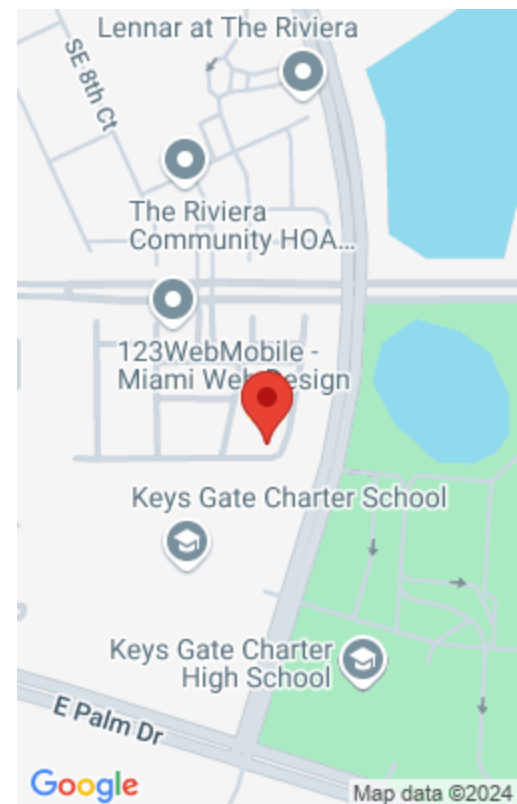 Lennar at The Riviera
SE 8th Ct
The Riviera
Community HOA...
123WebMobile -
Miami Web Design
Keys Gate Charter School
Keys Gate Charter
High School
E Palm Dr
Google
Map data ©2024